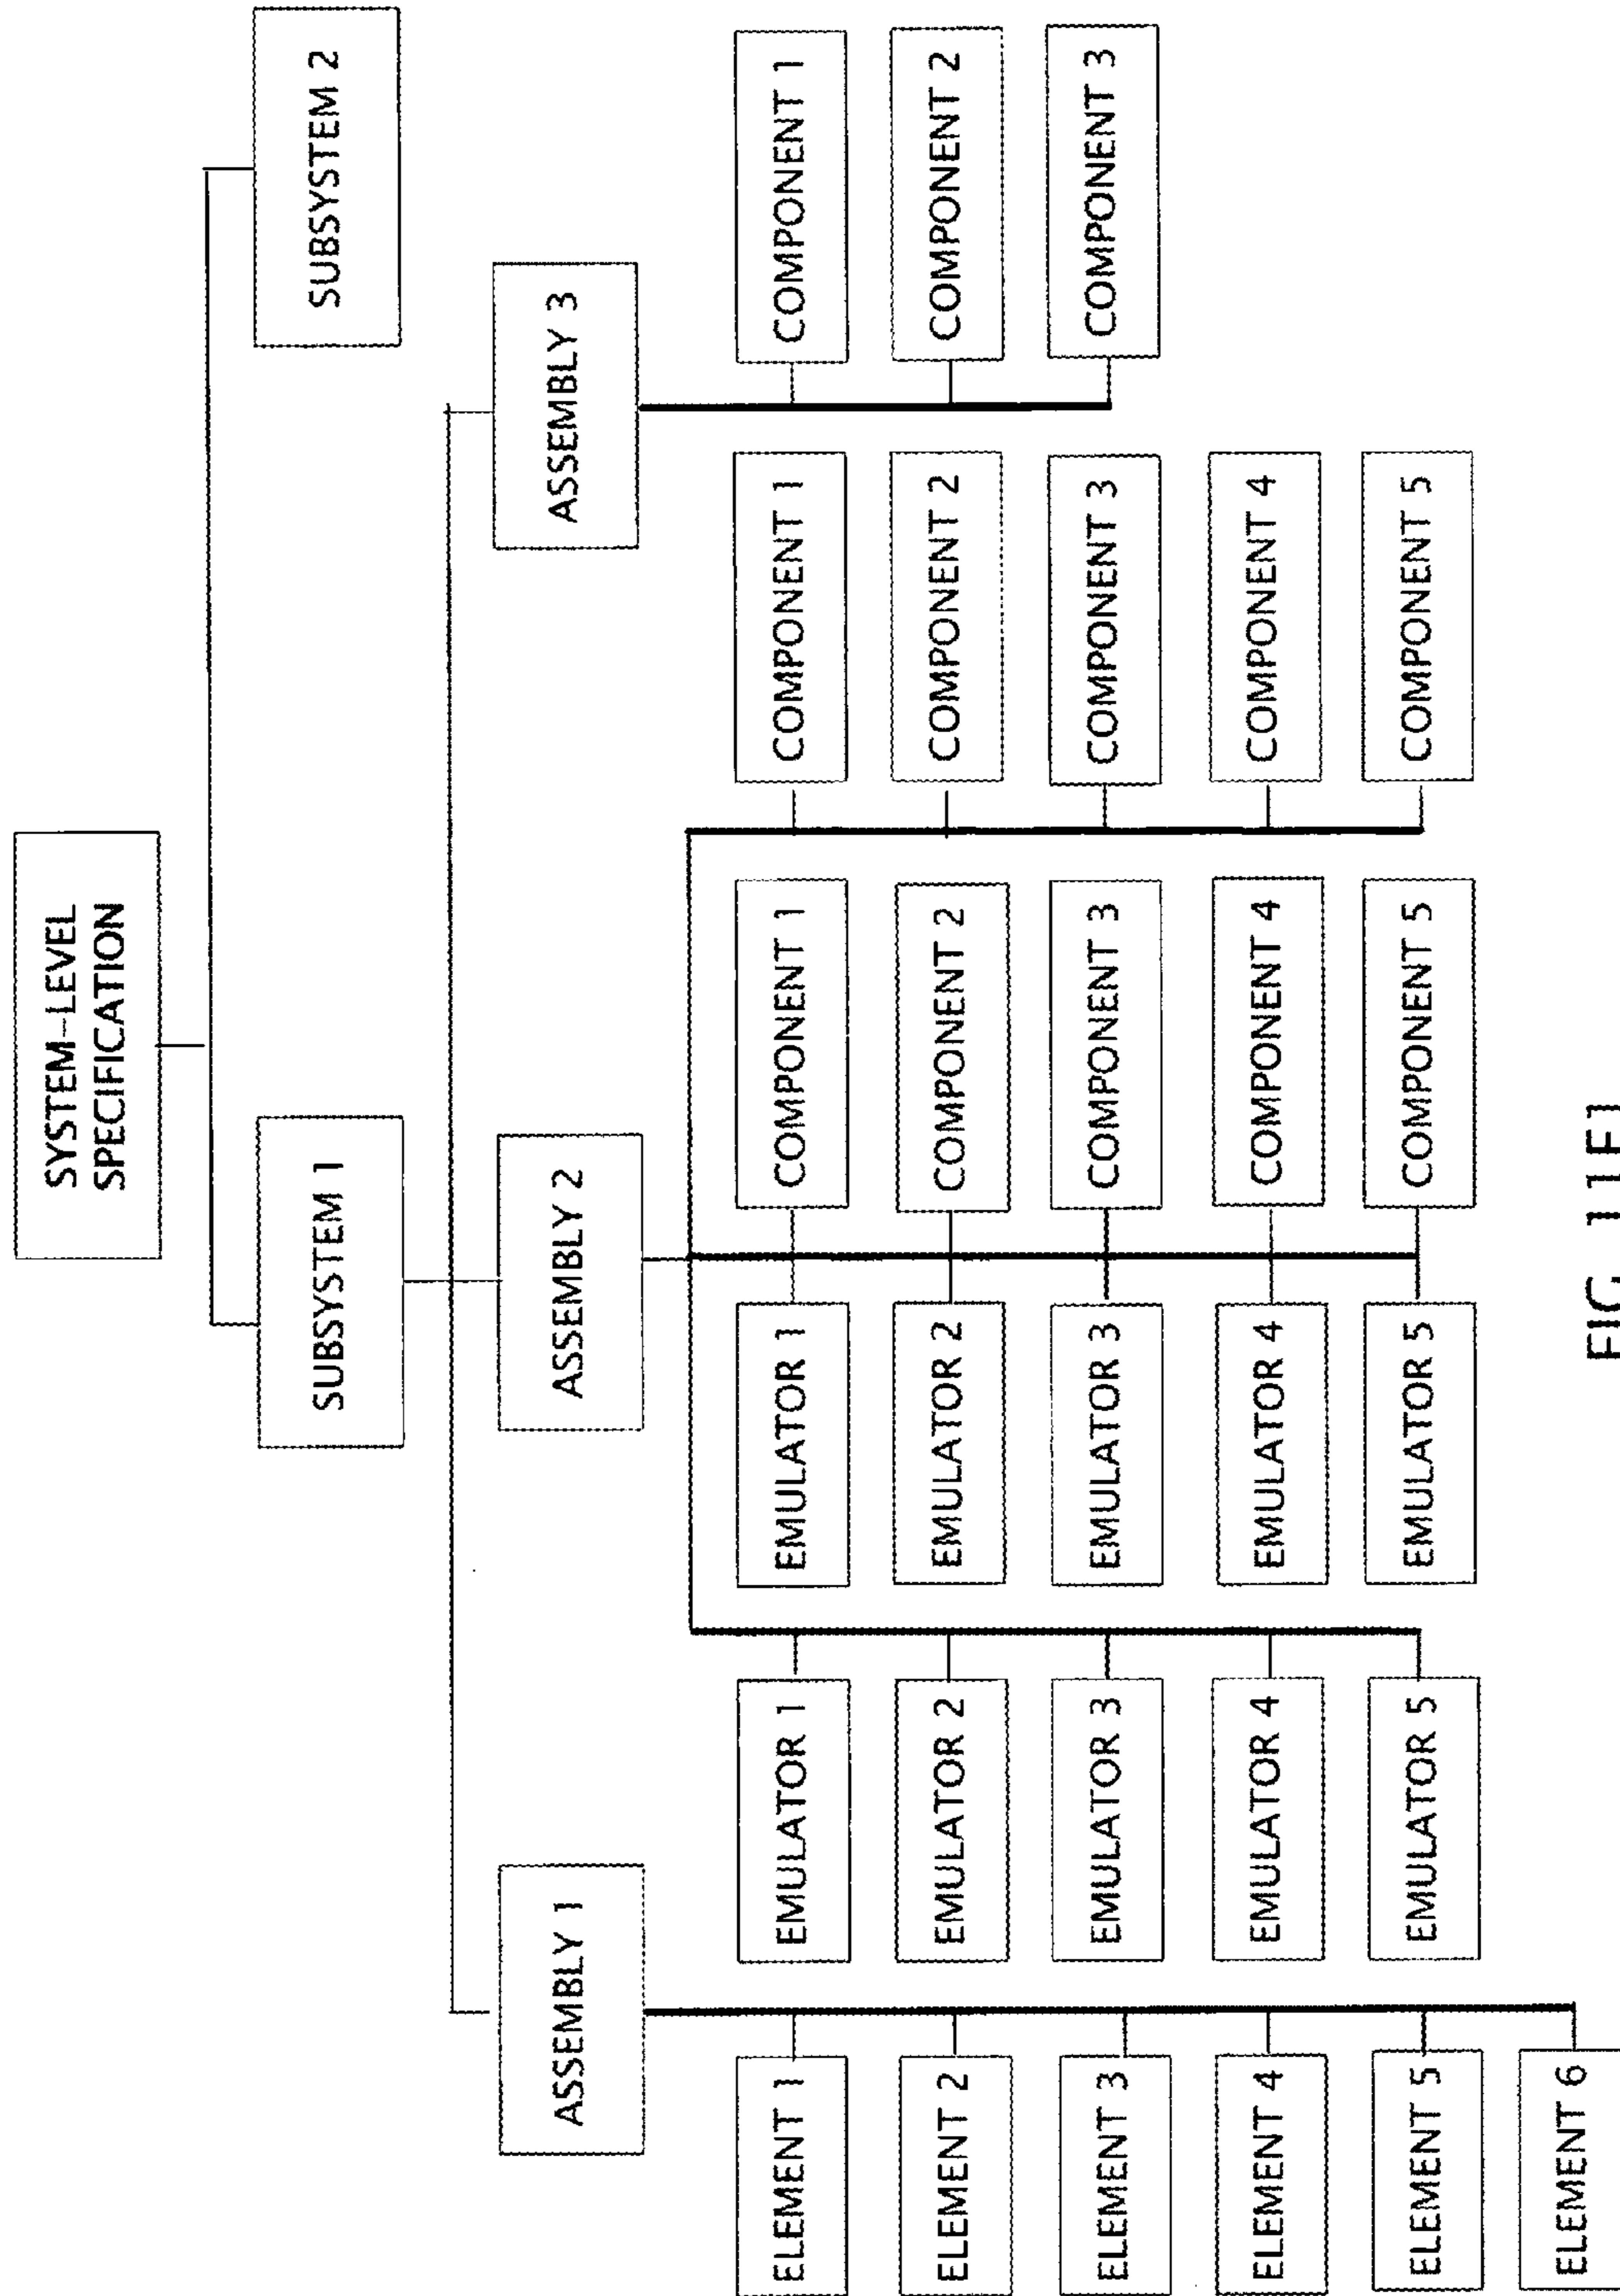 SYSTEM-LEVEL
SPECIFICATION
SUBSYSTEM 1
SUBSYSTEM 2
ASSEMBLY 1
ASSEMBLY 2
ASSEMBLY 3
ELEMENT 1
ELEMENT 2
ELEMENT 3
ELEMENT 4
ELEMENT 5
ELEMENT 6
EMULATOR 1
EMULATOR 2
EMULATOR 3
EMULATOR 4
EMULATOR 5
EMULATOR 1
EMULATOR 2
EMULATOR 3
EMULATOR 4
EMULATOR 5
COMPONENT 1
COMPONENT 2
COMPONENT 3
COMPONENT 4
COMPONENT 5
COMPONENT 1
COMPONENT 2
COMPONENT 3
COMPONENT 4
COMPONENT 5
COMPONENT 1
COMPONENT 2
COMPONENT 3
FIG.